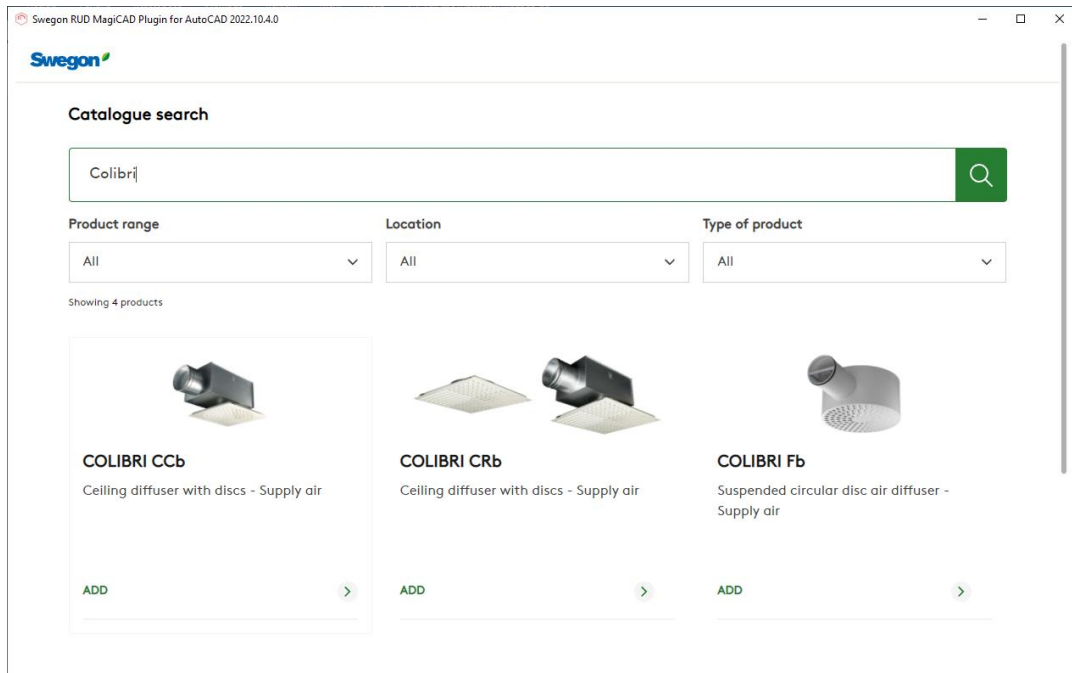 Swegon RUD MagiCAD Plugin for AutoCAD 2022.10.4.0
Swegon
Catalogue search
Colibri
Product range
Location
Type of product
All
All
All
Showing 4 products
COLIBRI CCb
Ceiling diffuser with discs - Supply air
ADD
COLIBRI CRb
Ceiling diffuser with discs - Supply air
ADD
COLIBRI Fb
Suspended circular disc air diffuser -
Supply air
ADD